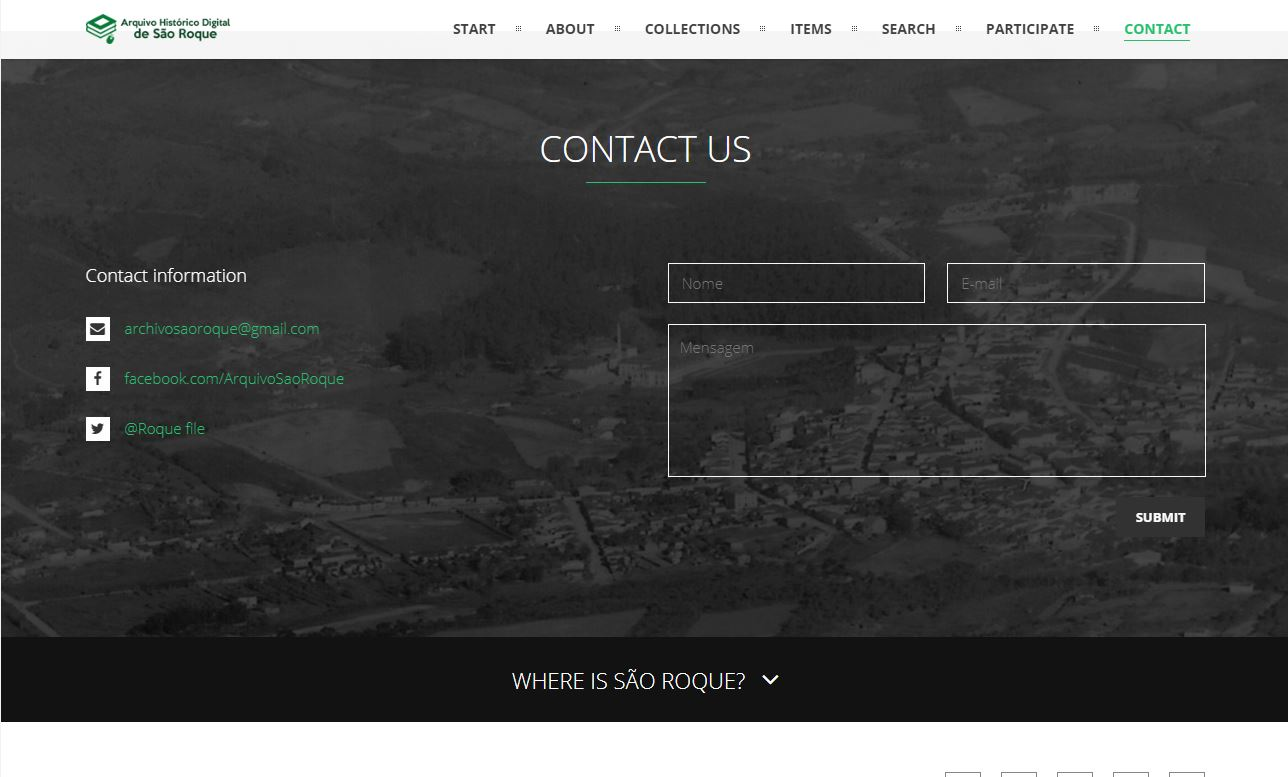 Arquivo Histórico Digital
de São Roque
START ABOUT COLLECTIONS ITEMS SEARCH PARTICIPATE CONTACT
CONTACT US
Contact information
archivosaoroque@gmail.com
facebook.com/ArquivoSaoRoque
@Roque file
Nome
E-mail
Mensagem
SUBMIT
WHERE IS SÃO ROQUE?